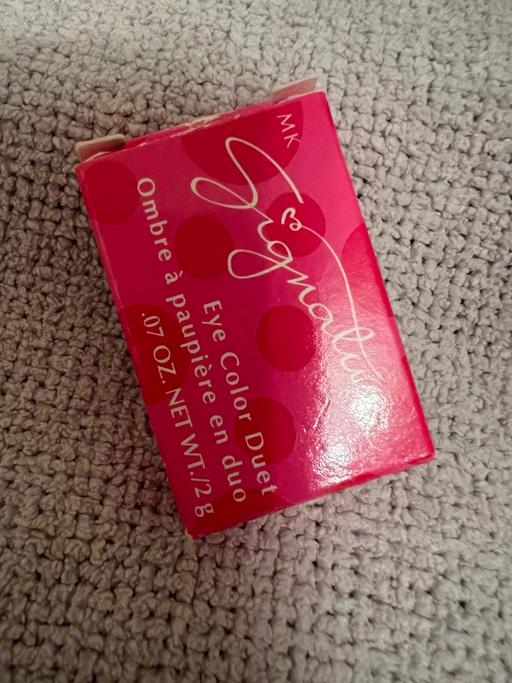 MK
Signature
Eye Color Duet
Ombre à paupière en duo
.07 OZ. NET WT./2 g